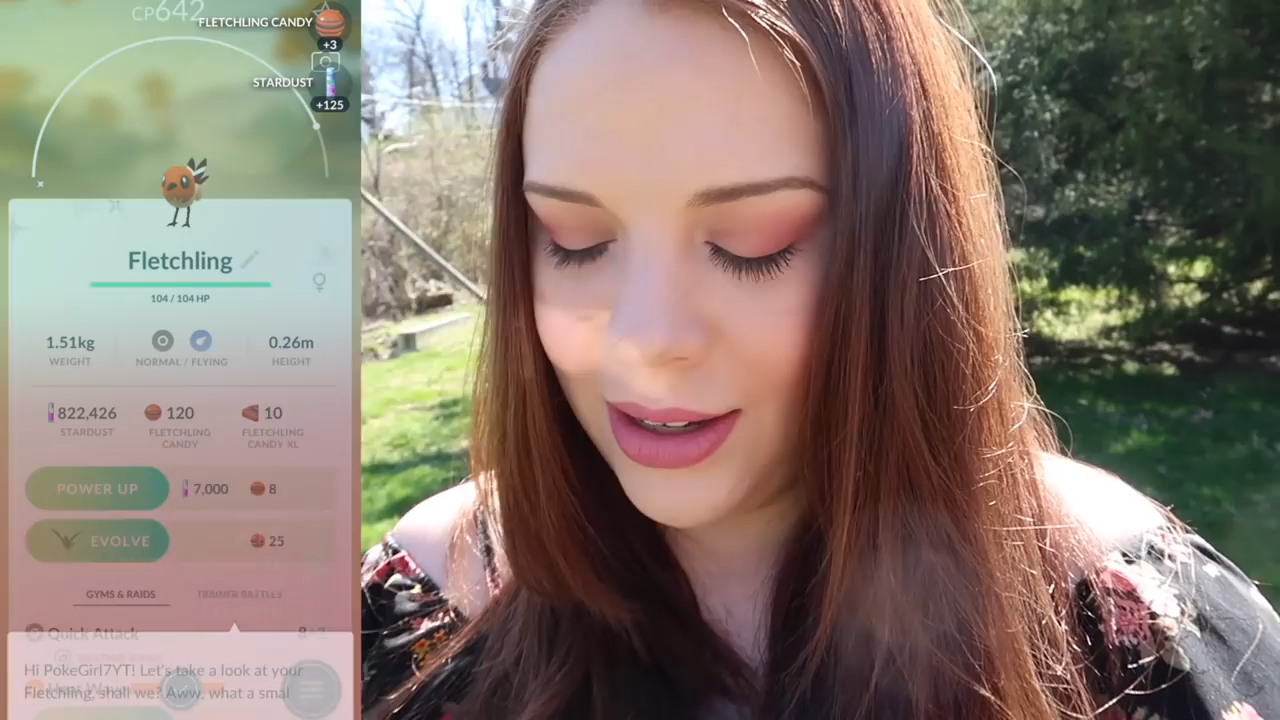 CP642
FLETCHLING CANDY
+3
STARDUST
+125
Fletchling
104 / 104 HP
1.51kg
WEIGHT
NORMAL / FLYING
0.26m
HEIGHT
822,426
STARDUST
120
FLETCHLING
CANDY
10
FLETCHLING
CANDY XL
POWER UP
7,000
8
EVOLVE
25
GYMS & RAIDS
TRAINER BATTLES
Quick Attack
Hi PokeGirl7YT! Let's take a look at your
Fletchling, shall we? Aww, what a smal